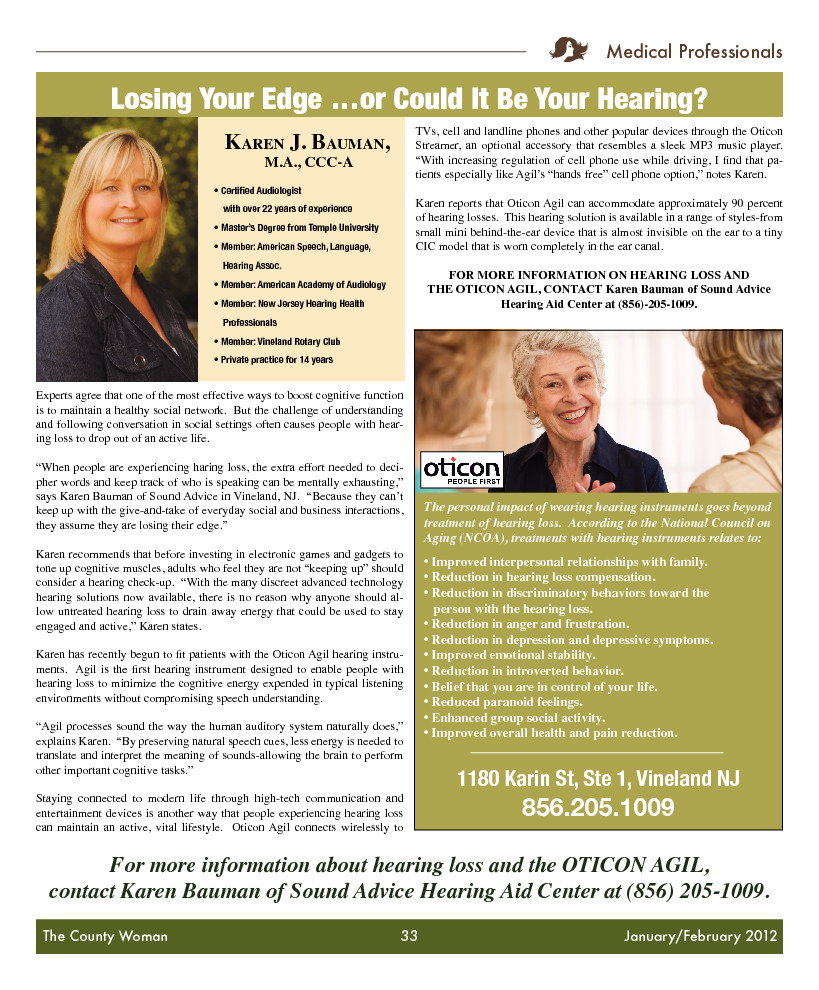 Medical Professionals
Losing Your Edge ...or Could It Be Your Hearing?
KAREN J. BAUMAN,
M.A., CCC-A
• Certified Audiologist
with over 22 years of experience
• Master's Degree from Temple University
• Member: American Speech, Language,
Hearing Assoc.
• Member: American Academy of Audiology
• Member: New Jersey Hearing Health
Professionals
• Member: Vineland Rotary Club
• Private practice for 14 years
Experts agree that one of the most effective ways to boost cognitive function
is to maintain a healthy social network. But the challenge of understanding
and following conversation in social settings often causes people with hear-
ing loss to drop out of an active life.
“When people are experiencing haring loss, the extra effort needed to deci-
pher words and keep track of who is speaking can be mentally exhausting,”
says Karen Bauman of Sound Advice in Vineland, NJ. “Because they can’t
keep up with the give-and-take of everyday social and business interactions,
they assume they are losing their edge.”
Karen recommends that before investing in electronic games and gadgets to
tone up cognitive muscles, adults who feel they are not “keeping up” should
consider a hearing check-up. “With the many discreet advanced technology
hearing solutions now available, there is no reason why anyone should al-
low untreated hearing loss to drain away energy that could be used to stay
engaged and active,” Karen states.
Karen has recently begun to fit patients with the Oticon Agil hearing instru-
ments. Agil is the first hearing instrument designed to enable people with
hearing loss to minimize the cognitive energy expended in typical listening
environments without compromising speech understanding.
“Agil processes sound the way the human auditory system naturally does,”
explains Karen. “By preserving natural speech cues, less energy is needed to
translate and interpret the meaning of sounds-allowing the brain to perform
other important cognitive tasks.”
Staying connected to modern life through high-tech communication and
entertainment devices is another way that people experiencing hearing loss
can maintain an active, vital lifestyle. Oticon Agil connects wirelessly to
TVs, cell and landline phones and other popular devices through the Oticon
Streamer, an optional accessory that resembles a sleek MP3 music player.
“With increasing regulation of cell phone use while driving, I find that pa-
tients especially like Agil’s “hands free” cell phone option,” notes Karen.
Karen reports that Oticon Agil can accommodate approximately 90 percent
of hearing losses. This hearing solution is available in a range of styles-from
small mini behind-the-ear device that is almost invisible on the ear to a tiny
CIC model that is worn completely in the ear canal.
FOR MORE INFORMATION ON HEARING LOSS AND
THE OTICON AGIL, CONTACT Karen Bauman of Sound Advice
Hearing Aid Center at (856)-205-1009.
oticon
PEOPLE FIRST
The personal impact of wearing hearing instruments goes beyond
treatment of hearing loss. According to the National Council on
Aging (NCOA), treatments with hearing instruments relates to:
• Improved interpersonal relationships with family.
• Reduction in hearing loss compensation.
• Reduction in discriminatory behaviors toward the
person with the hearing loss.
• Reduction in anger and frustration.
• Reduction in depression and depressive symptoms.
• Improved emotional stability.
• Reduction in introverted behavior.
• Belief that you are in control of your life.
• Reduced paranoid feelings.
• Enhanced group social activity.
• Improved overall health and pain reduction.
1180 Karin St, Ste 1, Vineland NJ
856.205.1009
For more information about hearing loss and the OTICON AGIL,
contact Karen Bauman of Sound Advice Hearing Aid Center at (856) 205-1009.
The County Woman 33 January/February 2012